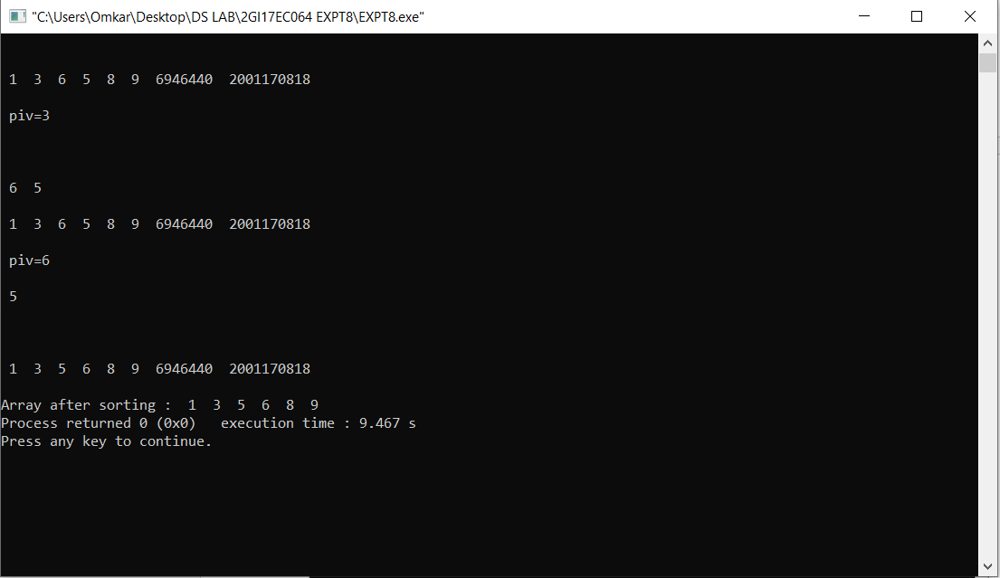 "C:\Users\Omkar\Desktop\DS LAB\2GI17EC064 EXPT8\EXPT8.exe"
1  3  6  5  8  9  6946440  2001170818
piv=3
6  5
1  3  6  5  8  9  6946440  2001170818
piv=6
5
1  3  5  6  8  9  6946440  2001170818
Array after sorting :  1  3  5  6  8  9
Process returned 0 (0x0)   execution time : 9.467 s
Press any key to continue.